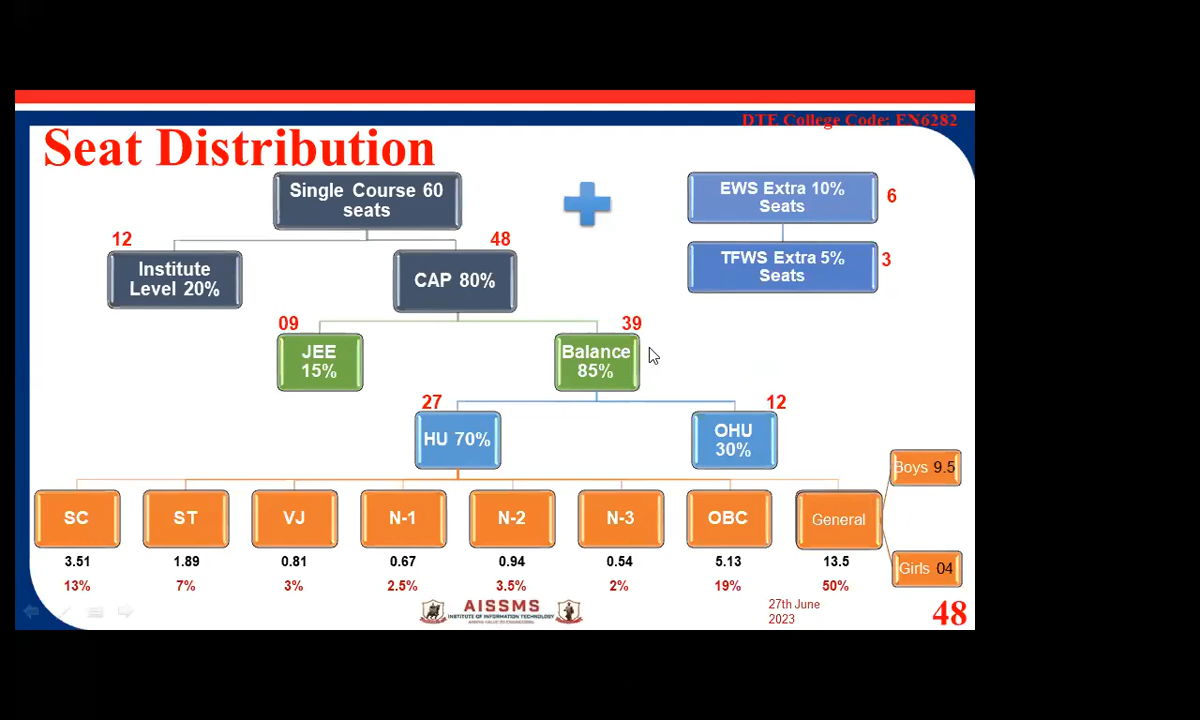 DTE College Code: EN6282
Seat Distribution
Single Course 60
seats
EWS Extra 10%
Seats
6
12
48
Institute
Level 20%
CAP 80%
TFWS Extra 5%
Seats
3
09
39
JEE
15%
Balance
85%
27
12
HU 70%
OHU
30%
Boys 9.5
SC
ST
VJ
N-1
N-2
N-3
OBC
General
3.51
1.89
0.81
0.67
0.94
0.54
5.13
13.5
Girls 04
13%
7%
3%
2.5%
3.5%
2%
19%
50%
AISSMS
INSTITUTE OF INFORMATION TECHNOLOGY
27th June
2023
48